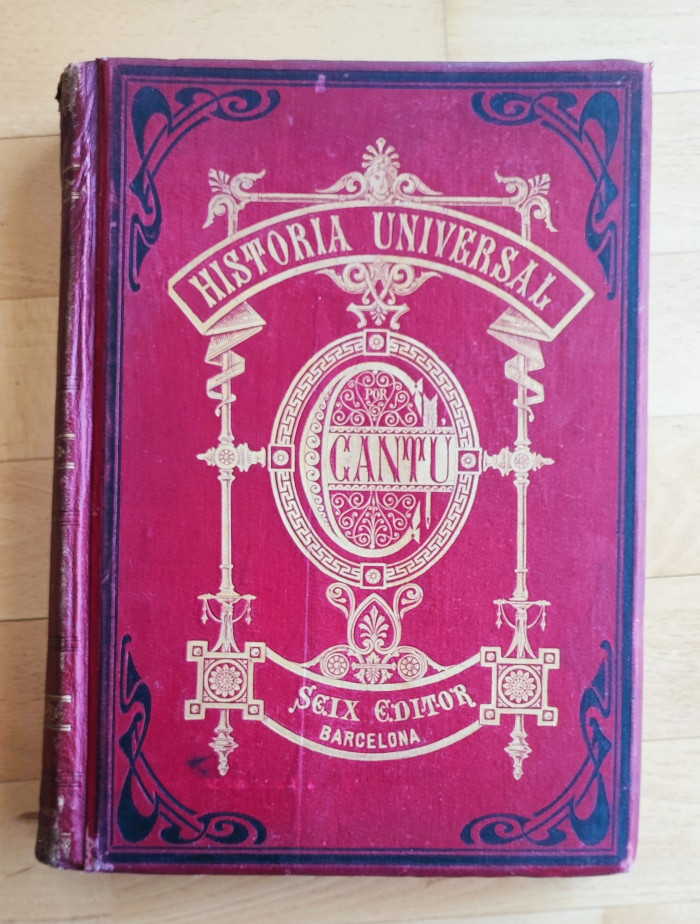 HISTORIA UNIVERSAL
POR
C. CANTU
SEIX EDITOR
BARCELONA